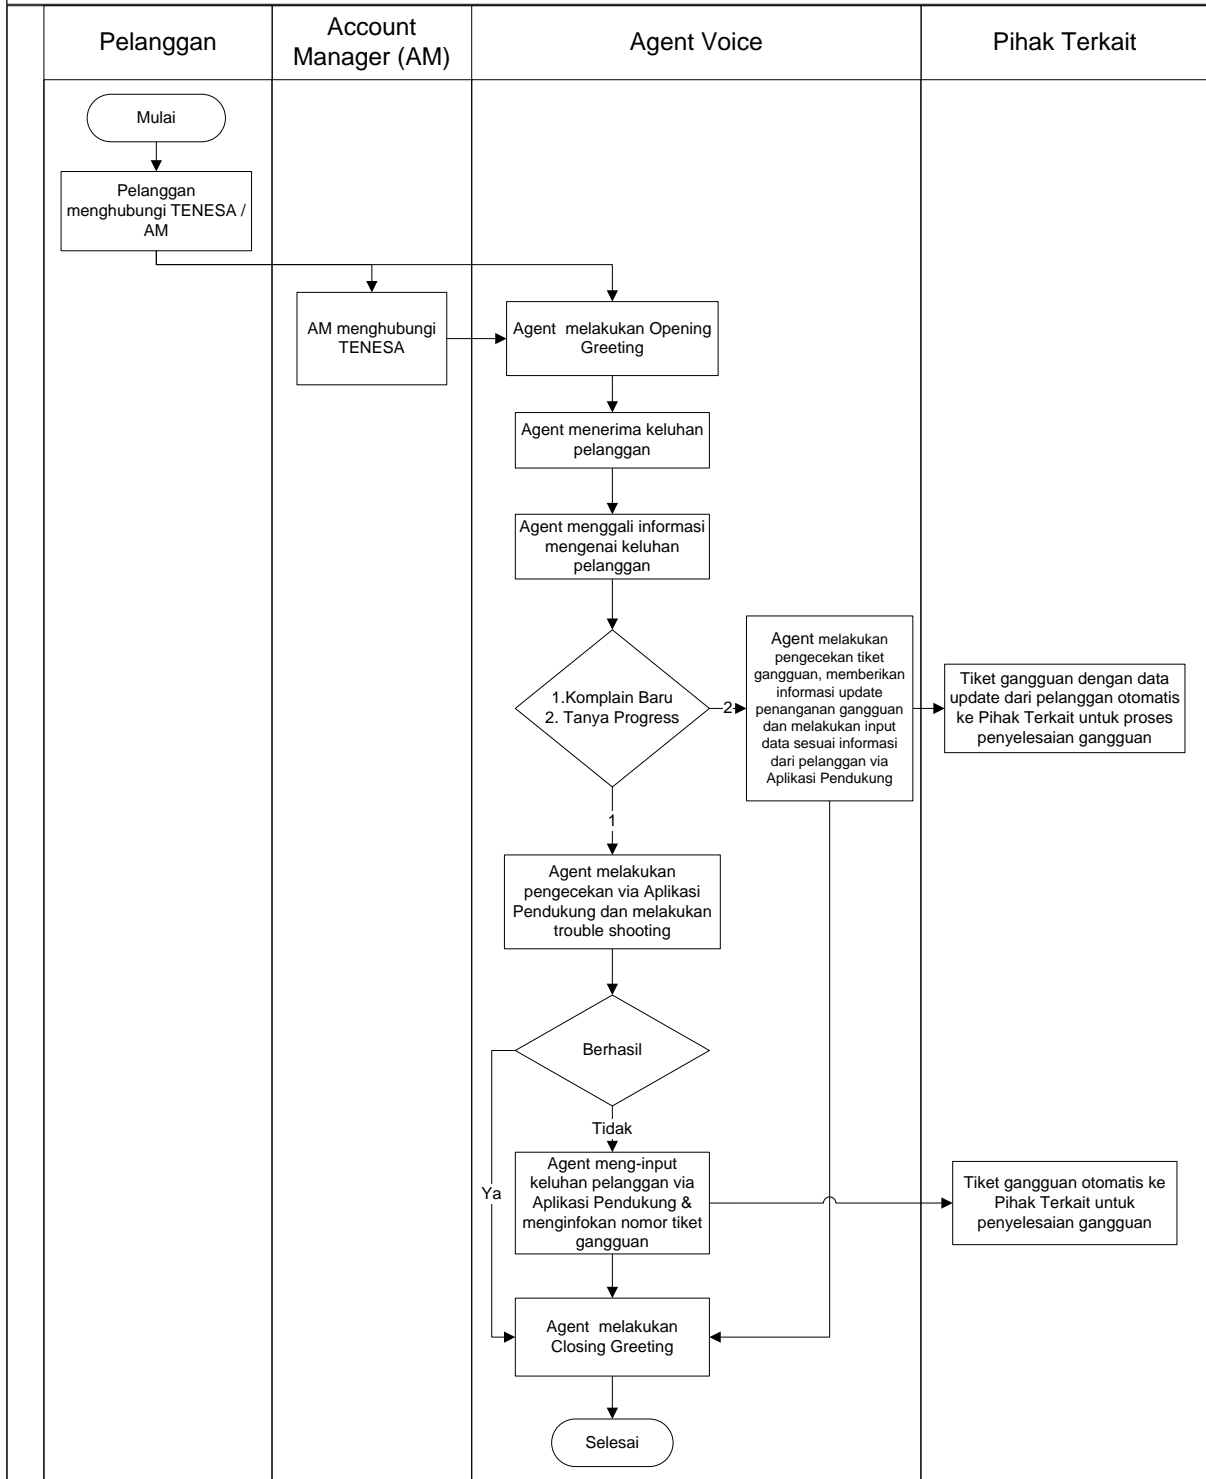 Pelanggan
Account
Manager (AM)
Agent Voice
Pihak Terkait
Mulai
Pelanggan
menghubungi TENESA /
AM
AM menghubungi
TENESA
Agent melakukan Opening
Greeting
Agent menerima keluhan
pelanggan
Agent menggali informasi
mengenai keluhan
pelanggan
1.Komplain Baru
2. Tanya Progress
2
Agent melakukan
pengecekan tiket
gangguan, memberikan
informasi update
penanganan gangguan
dan melakukan input
data sesuai informasi
dari pelanggan via
Aplikasi Pendukung
Tiket gangguan dengan data
update dari pelanggan otomatis
ke Pihak Terkait untuk proses
penyelesaian gangguan
1
Agent melakukan
pengecekan via Aplikasi
Pendukung dan melakukan
trouble shooting
Berhasil
Tidak
Ya
Agent meng-input
keluhan pelanggan via
Aplikasi Pendukung &
menginfokan nomor tiket
gangguan
Tiket gangguan otomatis ke
Pihak Terkait untuk
penyelesaian gangguan
Agent melakukan
Closing Greeting
Selesai